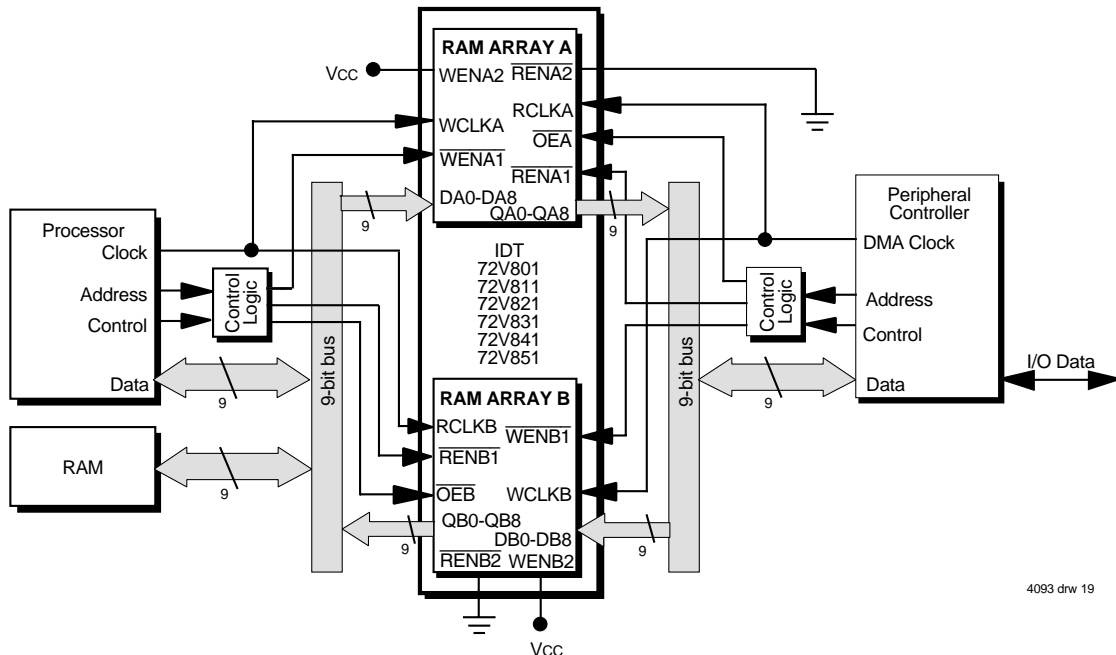 RAM ARRAY A
VCC
WENA2
RENA2
RCLKA
WCLKA
OEA
WENA1
RENA1
DA0-DA8
QA0-QA8
9
9
Processor
Clock
Address
Control
Data
Control
Logic
9
9-bit bus
RAM
9
IDT
72V801
72V811
72V821
72V831
72V841
72V851
9-bit bus
Peripheral
Controller
DMA Clock
Address
Control
Data
Control
Logic
9
I/O Data
RAM ARRAY B
RCLKB
WENB1
RENB1
OEB
WCLKB
QB0-QB8
DB0-DB8
9
9
RENB2
WENB2
VCC
4093 drw 19